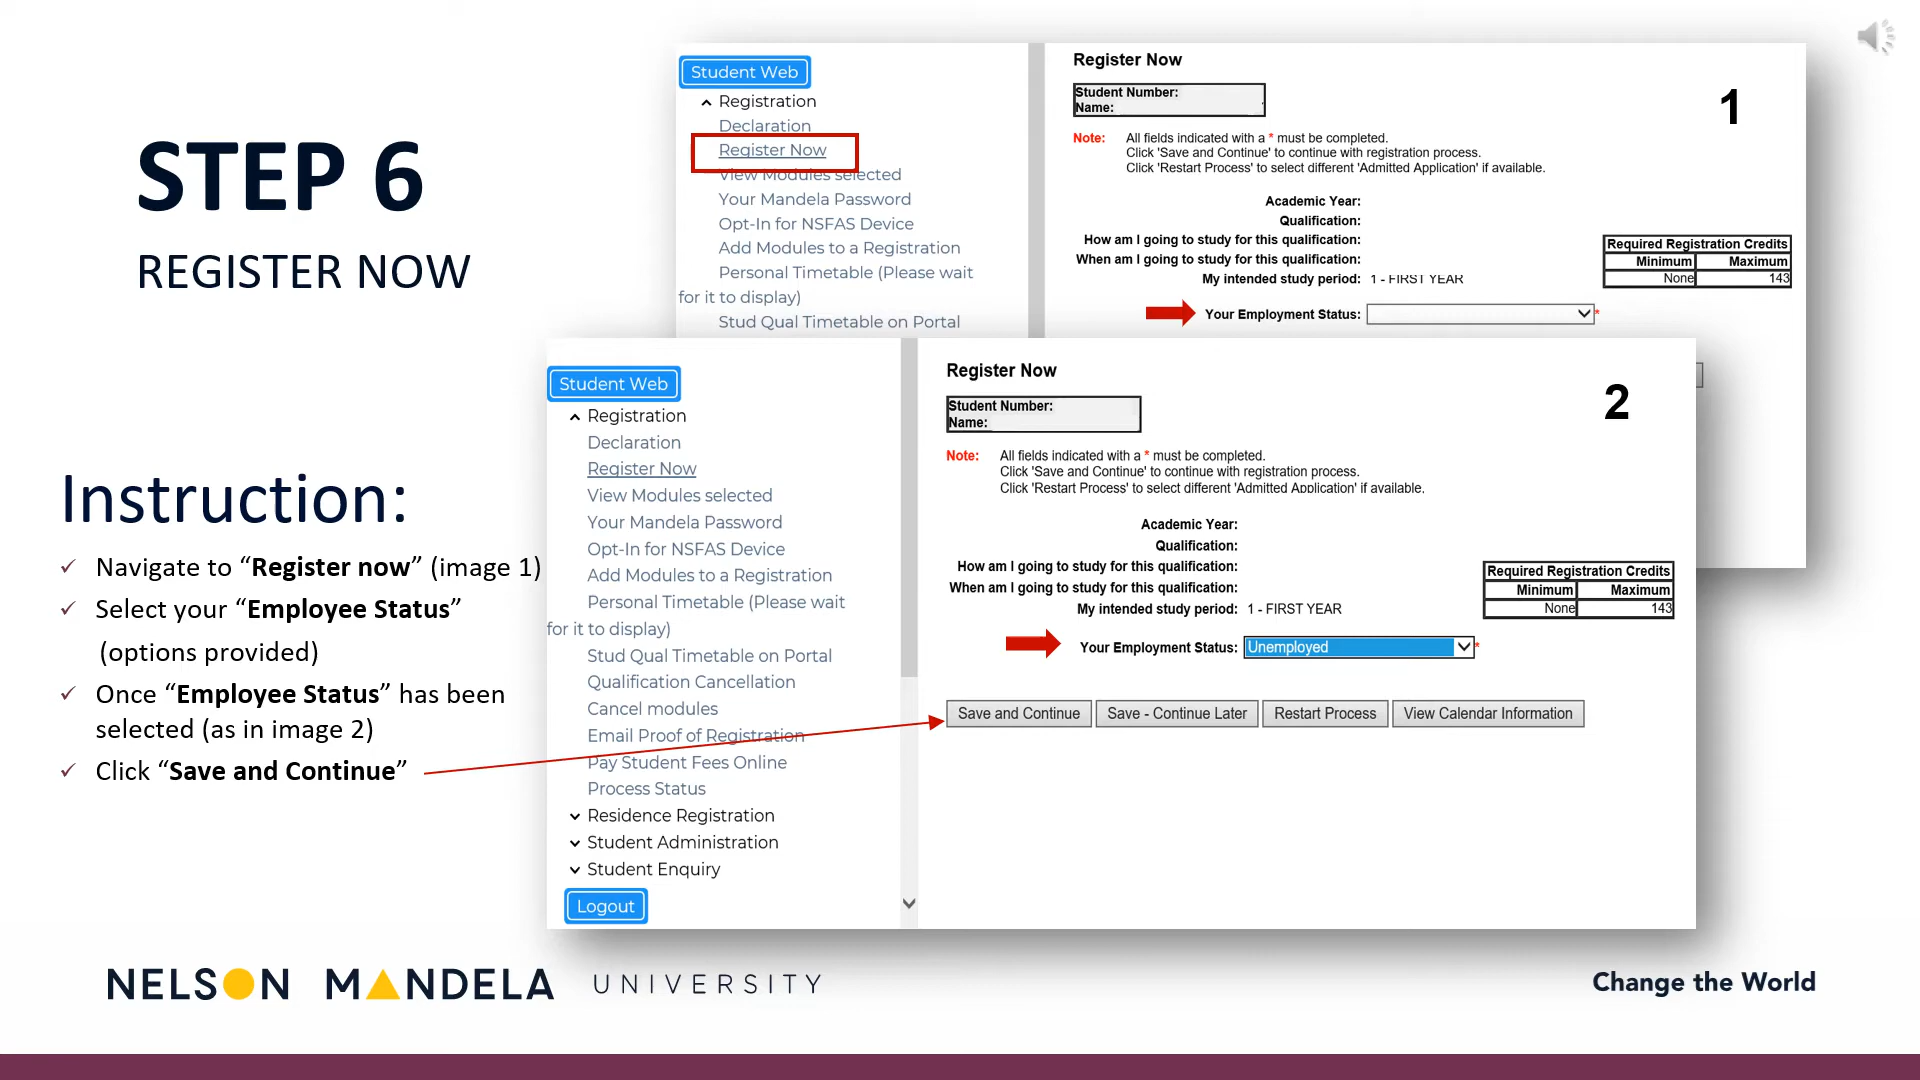 STEP 6
REGISTER NOW
Instruction:
✓ Navigate to “Register now” (image 1)
✓ Select your “Employee Status”
(options provided)
✓ Once “Employee Status” has been
selected (as in image 2)
✓ Click “Save and Continue”
Student Web
Registration
Declaration
Register Now
View Modules selected
Your Mandela Password
Opt-In for NSFAS Device
Add Modules to a Registration
Personal Timetable (Please wait
for it to display)
Stud Qual Timetable on Portal
Register Now
1
Student Number:
Name:
Note: All fields indicated with a * must be completed.
Click 'Save and Continue' to continue with registration process.
Click 'Restart Process' to select different 'Admitted Application' if available.
Academic Year:
Qualification:
How am I going to study for this qualification:
When am I going to study for this qualification:
My intended study period: 1 - FIRST YEAR
Your Employment Status: *
Required Registration Credits
Minimum Maximum
None 143
Student Web
Registration
Declaration
Register Now
View Modules selected
Your Mandela Password
Opt-In for NSFAS Device
Add Modules to a Registration
Personal Timetable (Please wait
for it to display)
Stud Qual Timetable on Portal
Qualification Cancellation
Cancel modules
Email Proof of Registration
Pay Student Fees Online
Process Status
Residence Registration
Student Administration
Student Enquiry
Logout
Register Now
2
Student Number:
Name:
Note: All fields indicated with a * must be completed.
Click 'Save and Continue' to continue with registration process.
Click 'Restart Process' to select different 'Admitted Application' if available.
Academic Year:
Qualification:
How am I going to study for this qualification:
When am I going to study for this qualification:
My intended study period: 1 - FIRST YEAR
Your Employment Status: Unemployed *
Required Registration Credits
Minimum Maximum
None 143
Save and Continue Save - Continue Later Restart Process View Calendar Information
NELSON MANDELA UNIVERSITY
Change the World